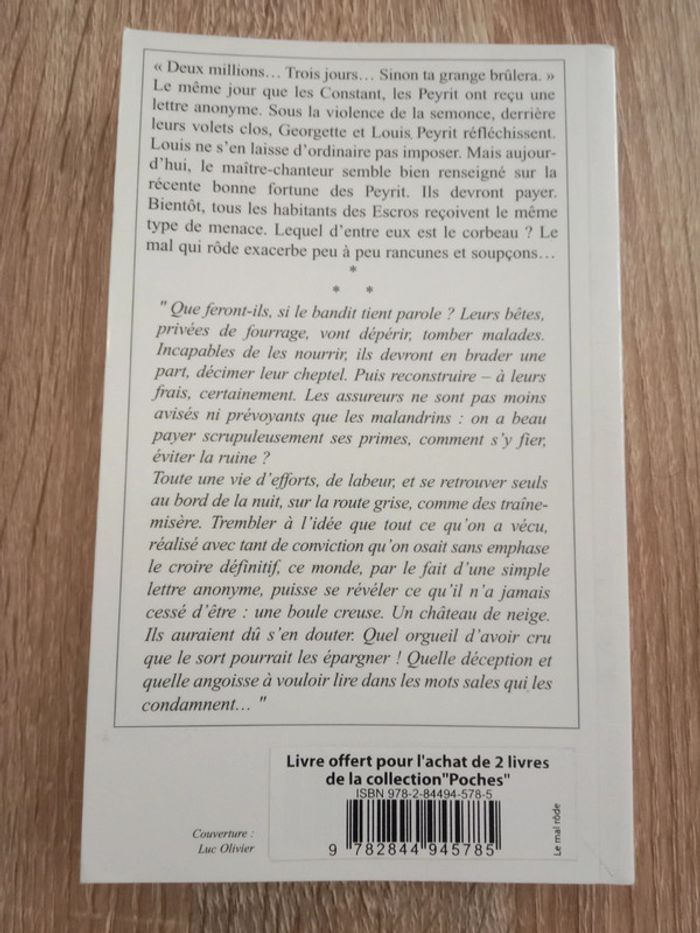 « Deux millions… Trois jours… Sinon ta grange brûlera. »
Le même jour que les Constant, les Peyrit ont reçu une
lettre anonyme. Sous la violence de la semonce, derrière
leurs volets clos, Georgette et Louis Peyrit réfléchissent.
Louis ne s'en laisse d'ordinaire pas imposer. Mais aujour-
d'hui, le maître-chanteur semble bien renseigné sur la
récente bonne fortune des Peyrit. Ils devront payer.
Bientôt, tous les habitants des Escros reçoivent le même
type de menace. Lequel d'entre eux est le corbeau ? Le
mal qui rôde exacerbe peu à peu rancunes et soupçons…
*
* *
" Que feront-ils, si le bandit tient parole ? Leurs bêtes,
privées de fourrage, vont dépérir, tomber malades.
Incapables de les nourrir, ils devront en brader une
part, décimer leur cheptel. Puis reconstruire – à leurs
frais, certainement. Les assureurs ne sont pas moins
avisés ni prévoyants que les malandrins : on a beau
payer scrupuleusement ses primes, comment s'y fier,
éviter la ruine ?
Toute une vie d'efforts, de labeur, et se retrouver seuls
au bord de la nuit, sur la route grise, comme des traîne-
misère. Trembler à l'idée que tout ce qu'on a vécu,
réalisé avec tant de conviction qu'on osait sans emphase
le croire définitif, ce monde, par le fait d'une simple
lettre anonyme, puisse se révéler ce qu'il n'a jamais
cessé d'être : une boule creuse. Un château de neige.
Ils auraient dû s'en douter. Quel orgueil d'avoir cru
que le sort pourrait les épargner ! Quelle déception et
quelle angoisse à vouloir lire dans les mots sales qui les
condamnent… "
Livre offert pour l'achat de 2 livres
de la collection"Poches"
ISBN 978-2-84494-578-5
9 782844 945785
Le mal rôde
Couverture :
Luc Olivier